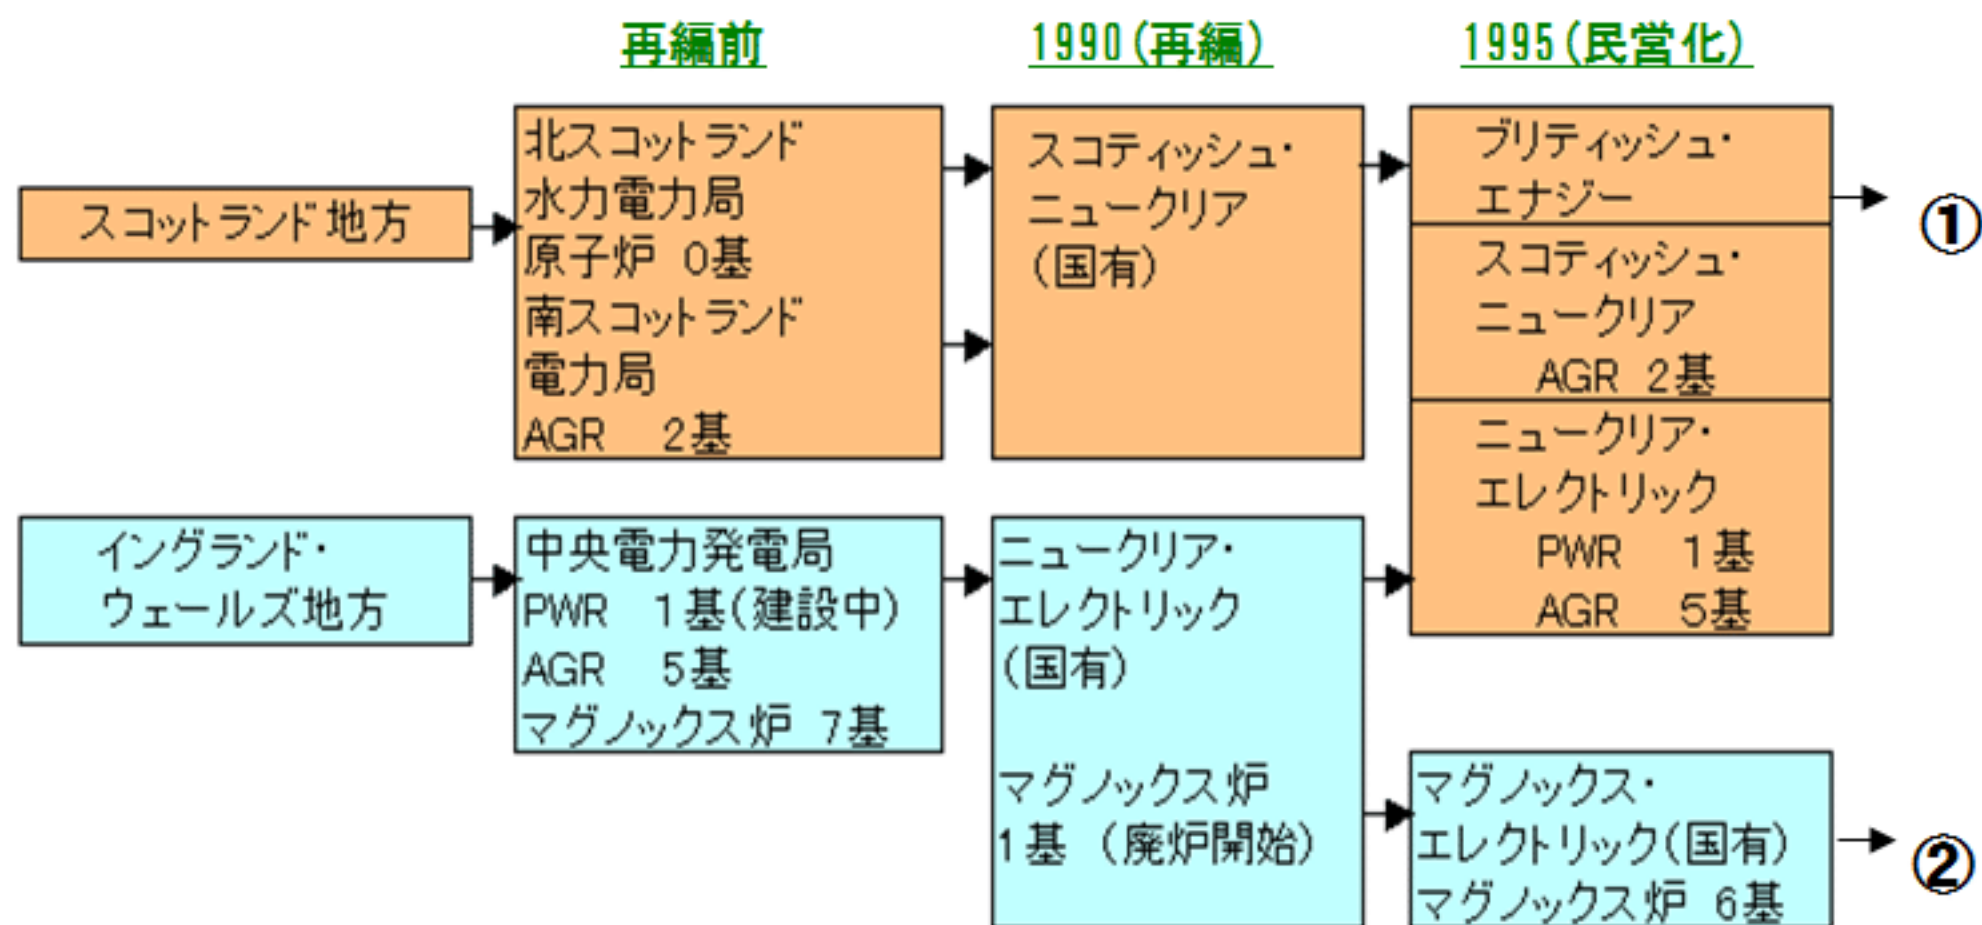 再編前
1990(再編)
1995(民営化)
スコットランド地方
北スコットランド
水力電力局
原子炉 0基
南スコットランド
電力局
AGR 2基
スコティッシュ・
ニュークリア
(国有)
ブリティッシュ・
エナジー
スコティッシュ・
ニュークリア
AGR 2基
ニュークリア・
エレクトリック
PWR 1基
AGR 5基
①
イングランド・
ウェールズ地方
中央電力発電局
PWR 1基(建設中)
AGR 5基
マグノックス炉 7基
ニュークリア・
エレクトリック
(国有)
マグノックス炉
1基 (廃炉開始)
マグノックス・
エレクトリック(国有)
マグノックス炉 6基
②